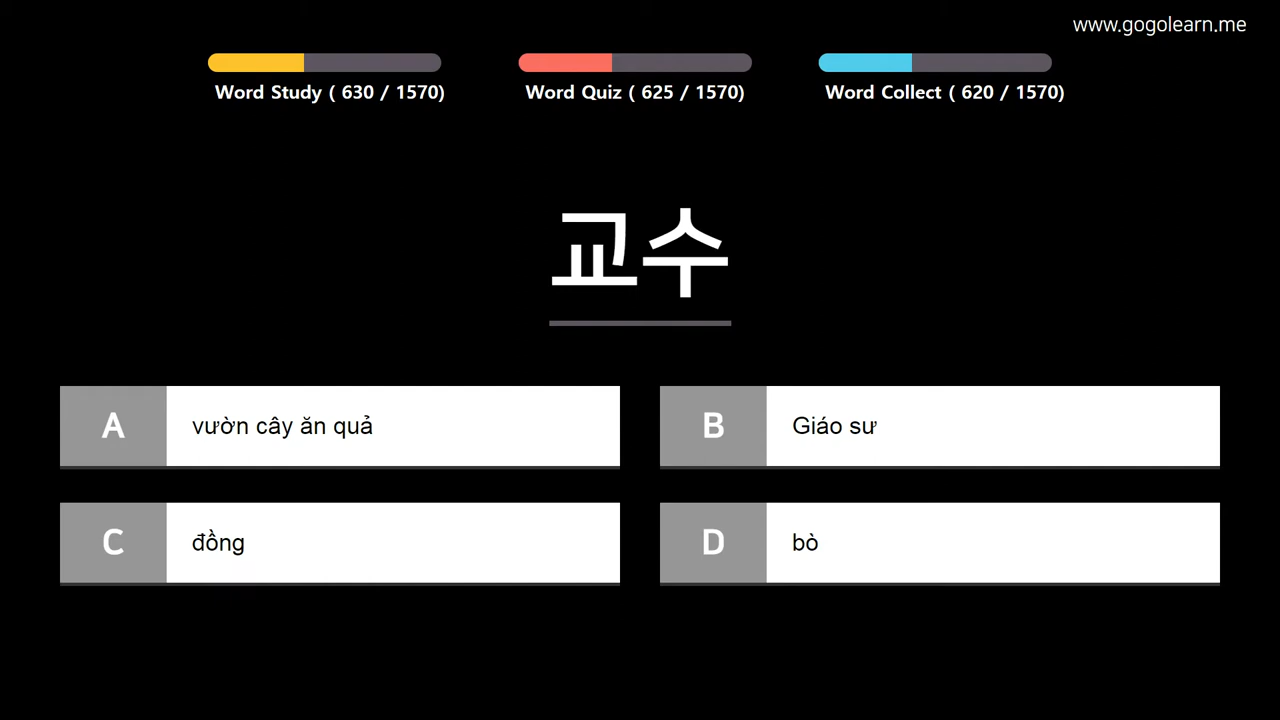 www.gogolearn.me
Word Study ( 630 / 1570)
Word Quiz ( 625 / 1570)
Word Collect ( 620 / 1570)
교수
A vườn cây ăn quả
B Giáo sư
C đồng
D bò